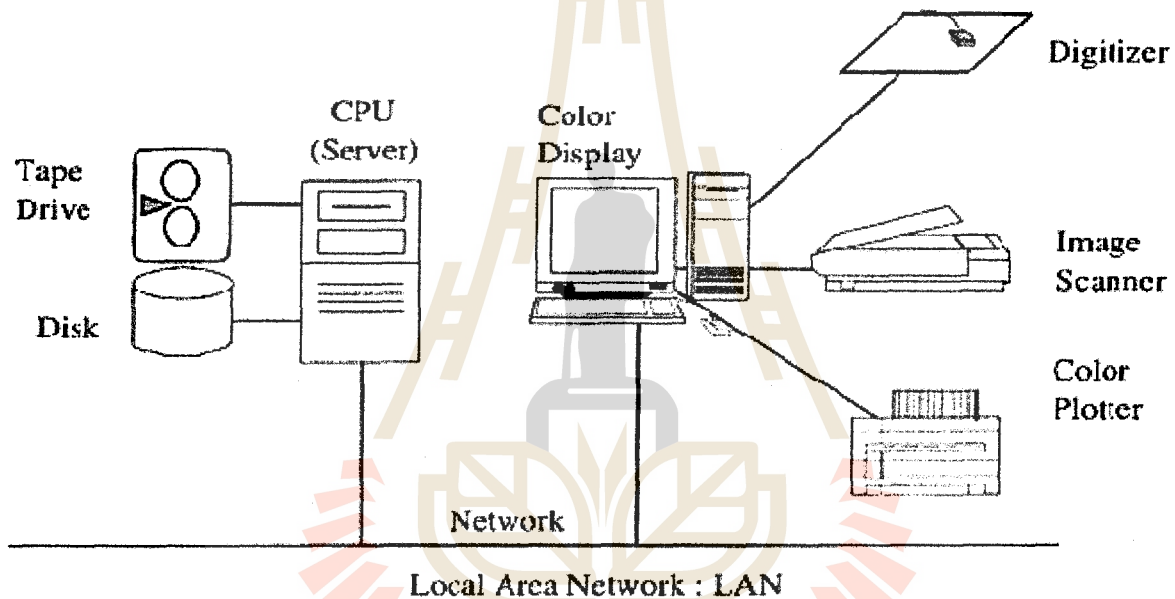 Digitizer
CPU
(Server)
Color
Display
Tape
Drive
Image
Scanner
Disk
Color
Plotter
Network
Local Area Network : LAN